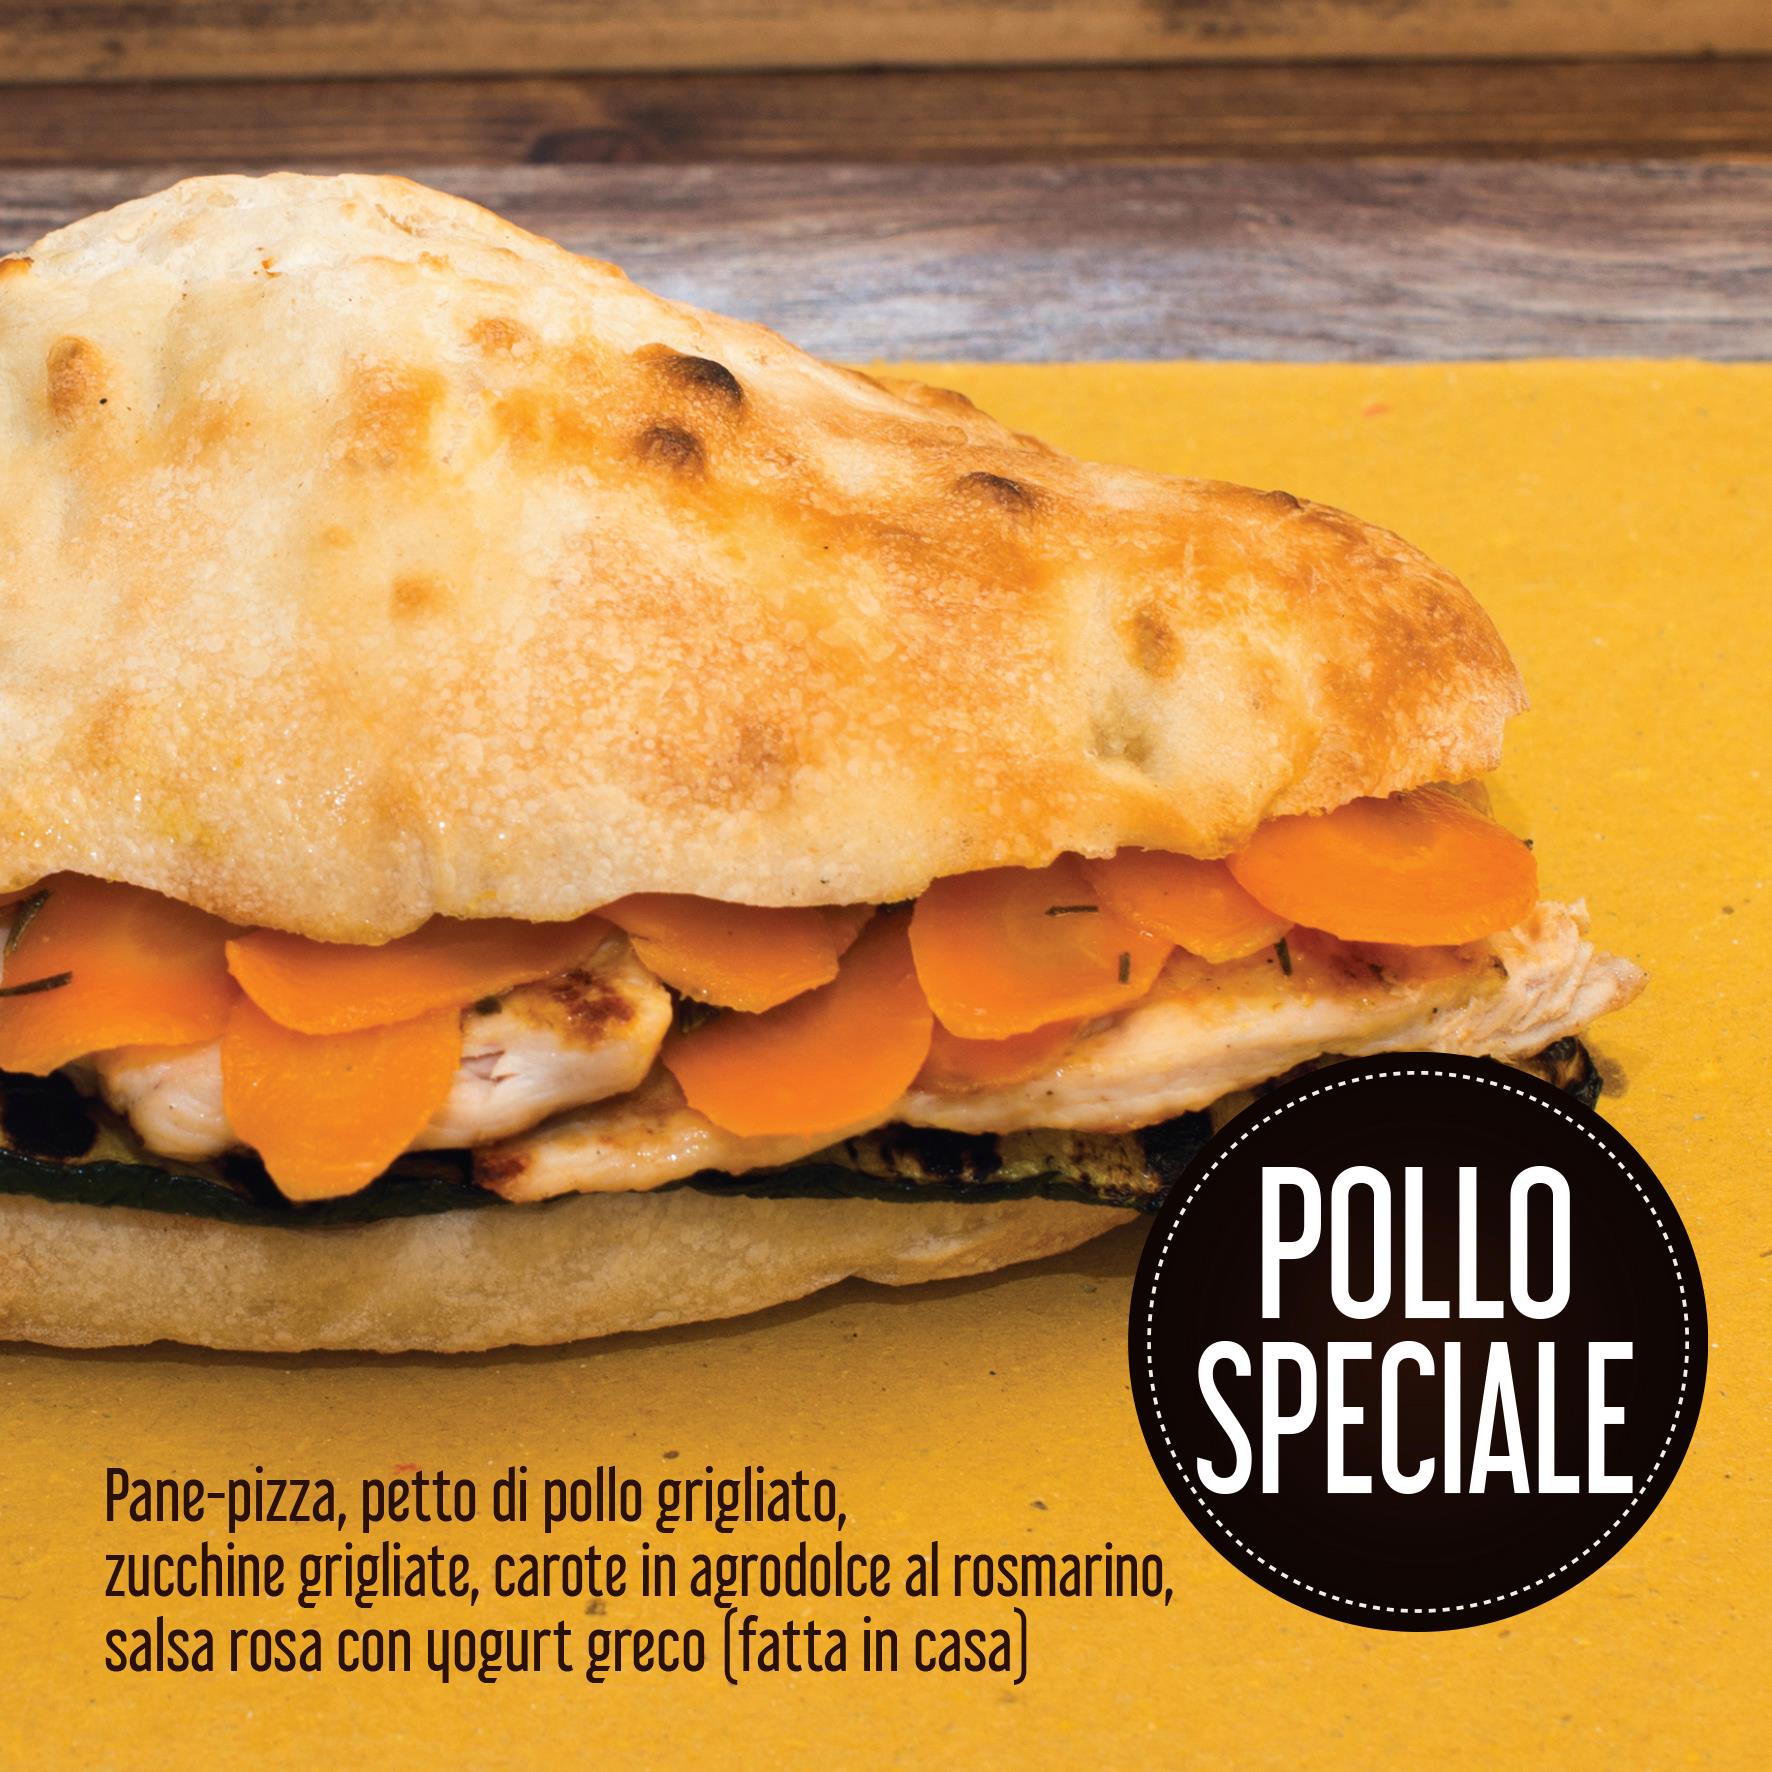 POLLO
SPECIALE
Pane-pizza, petto di pollo grigliato,
zucchine grigliate, carote in agrodolce al rosmarino,
salsa rosa con yogurt greco (fatta in casa)